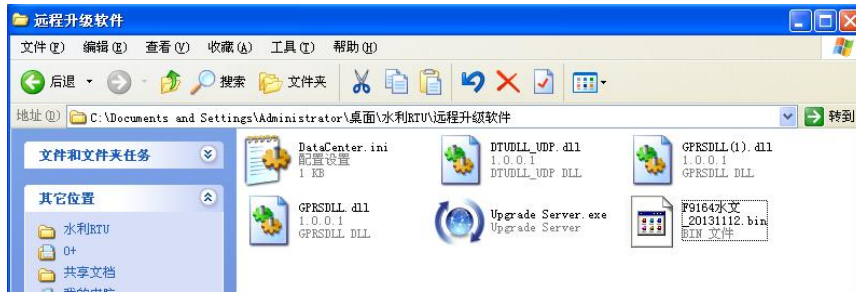 远程升级软件
文件(F) 编辑(E) 查看(V) 收藏(A) 工具(T) 帮助(H)
后退 搜索 文件夹
地址(D) C:\Documents and Settings\Administrator\桌面\水利RTU\远程升级软件 转到
文件和文件夹任务
其它位置
水利RTU
0+
共享文档
我的电脑
DataCenter.ini
配置设置
1 KB
DTUDLL_UDP.dll
1.0.0.1
DTUDLL_UDP DLL
GPRSDLL(1).dll
1.0.0.1
GPRSDLL DLL
GPRSDLL.dll
1.0.0.1
GPRSDLL DLL
Upgrade Server.exe
Upgrade Server
F9164水文
_20131112.bin
BIN 文件